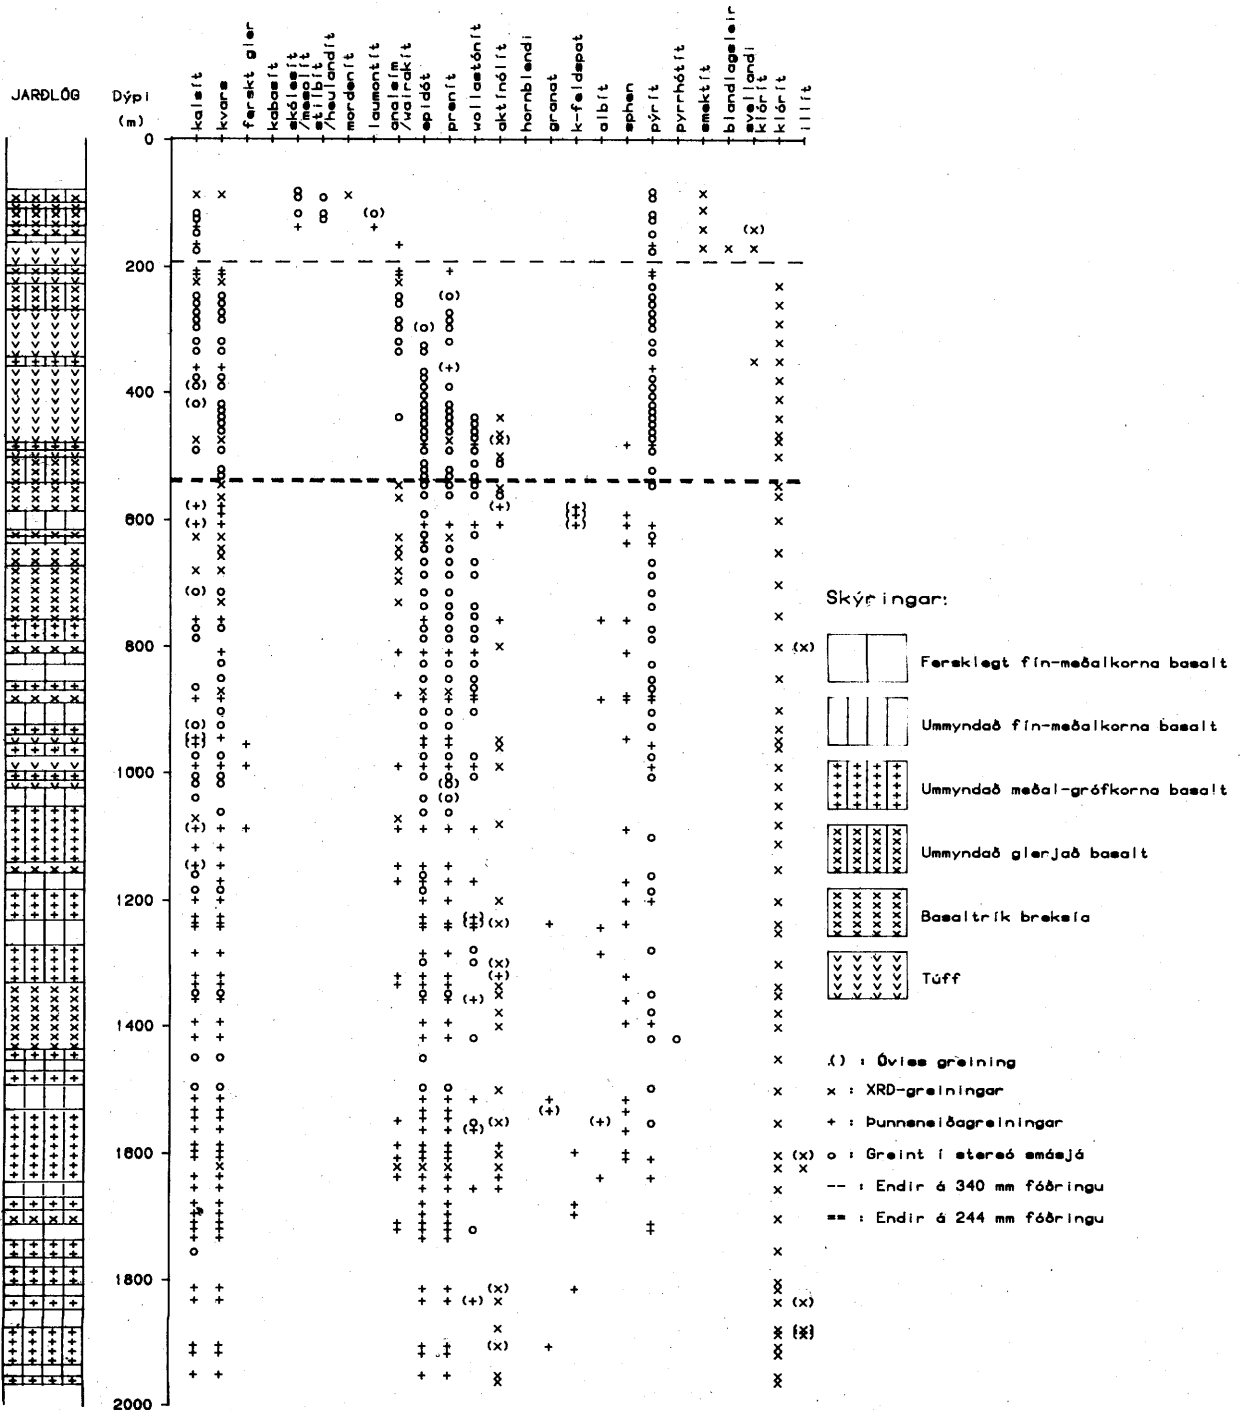 JARÐLÖG
Dýpi
(m)
kalsít
kvars
ferskt gler
kabasít
skólesít
/mesolít
stilbít
/heulandít
mordenít
laumontít
analsím
/wairakít
epidót
prenít
wollastónít
aktínólít
hornblendi
granat
k-feldspat
albít
sphen
pýrít
pyrrhótít
smektít
blandlagsleir
svellandi
klórít
klórít
illít
0
200
400
600
800
1000
1200
1400
1600
1800
2000
Skýringar:
Fersklegt fín-meðalkorna basalt
Ummyndað fín-meðalkorna basalt
Ummyndað meðal-grófkorna basalt
Ummyndað glerjað basalt
Basaltrík breksía
Túff
() : Óviss greining
x : XRD-greiningar
+ : Þunnsneiðagreiningar
o : Greint í stereó smásjá
-- : Endir á 340 mm fóðringu
== : Endir á 244 mm fóðringu